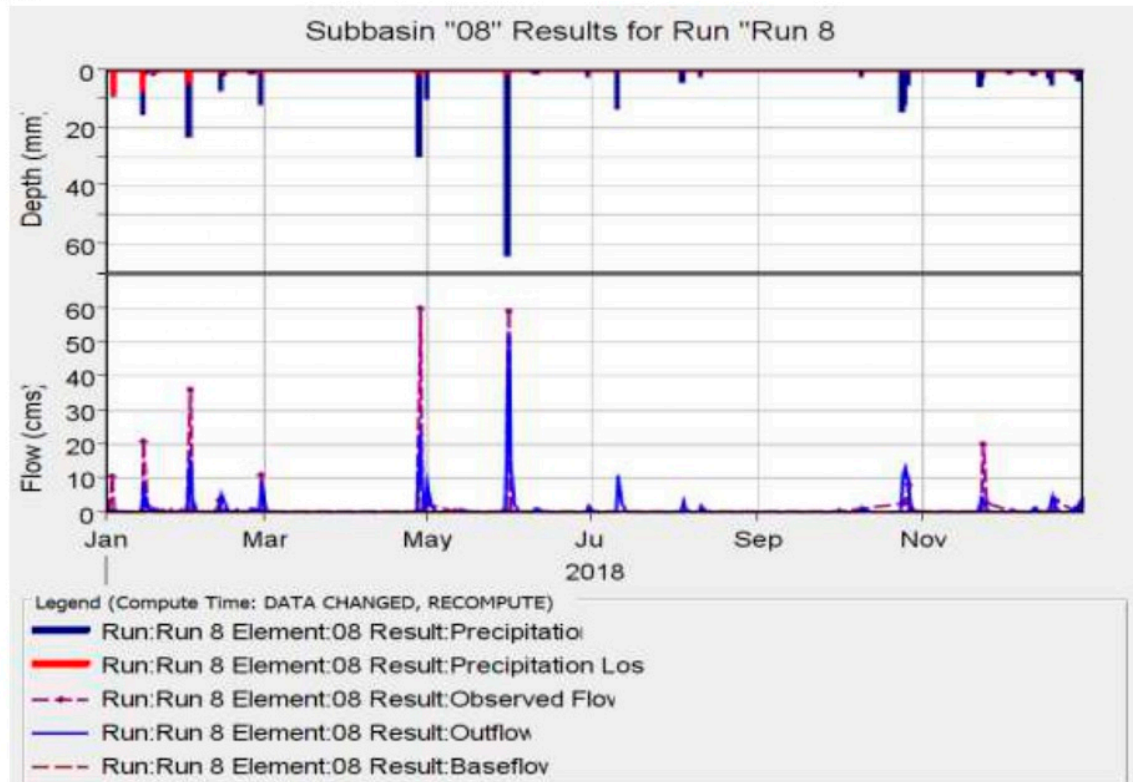 Subbasin "08" Results for Run "Run 8
0
20
40
60
Depth (mm)
60
50
40
30
20
10
0
Flow (cms)
Jan Mar May Ju Sep Nov
2018
Legend (Compute Time: DATA CHANGED, RECOMPUTE)
Run:Run 8 Element:08 Result:Precipitatio
Run:Run 8 Element:08 Result:Precipitation Los
Run:Run 8 Element:08 Result:Observed Flov
Run:Run 8 Element:08 Result:Outflow
Run:Run 8 Element:08 Result:Baseflov